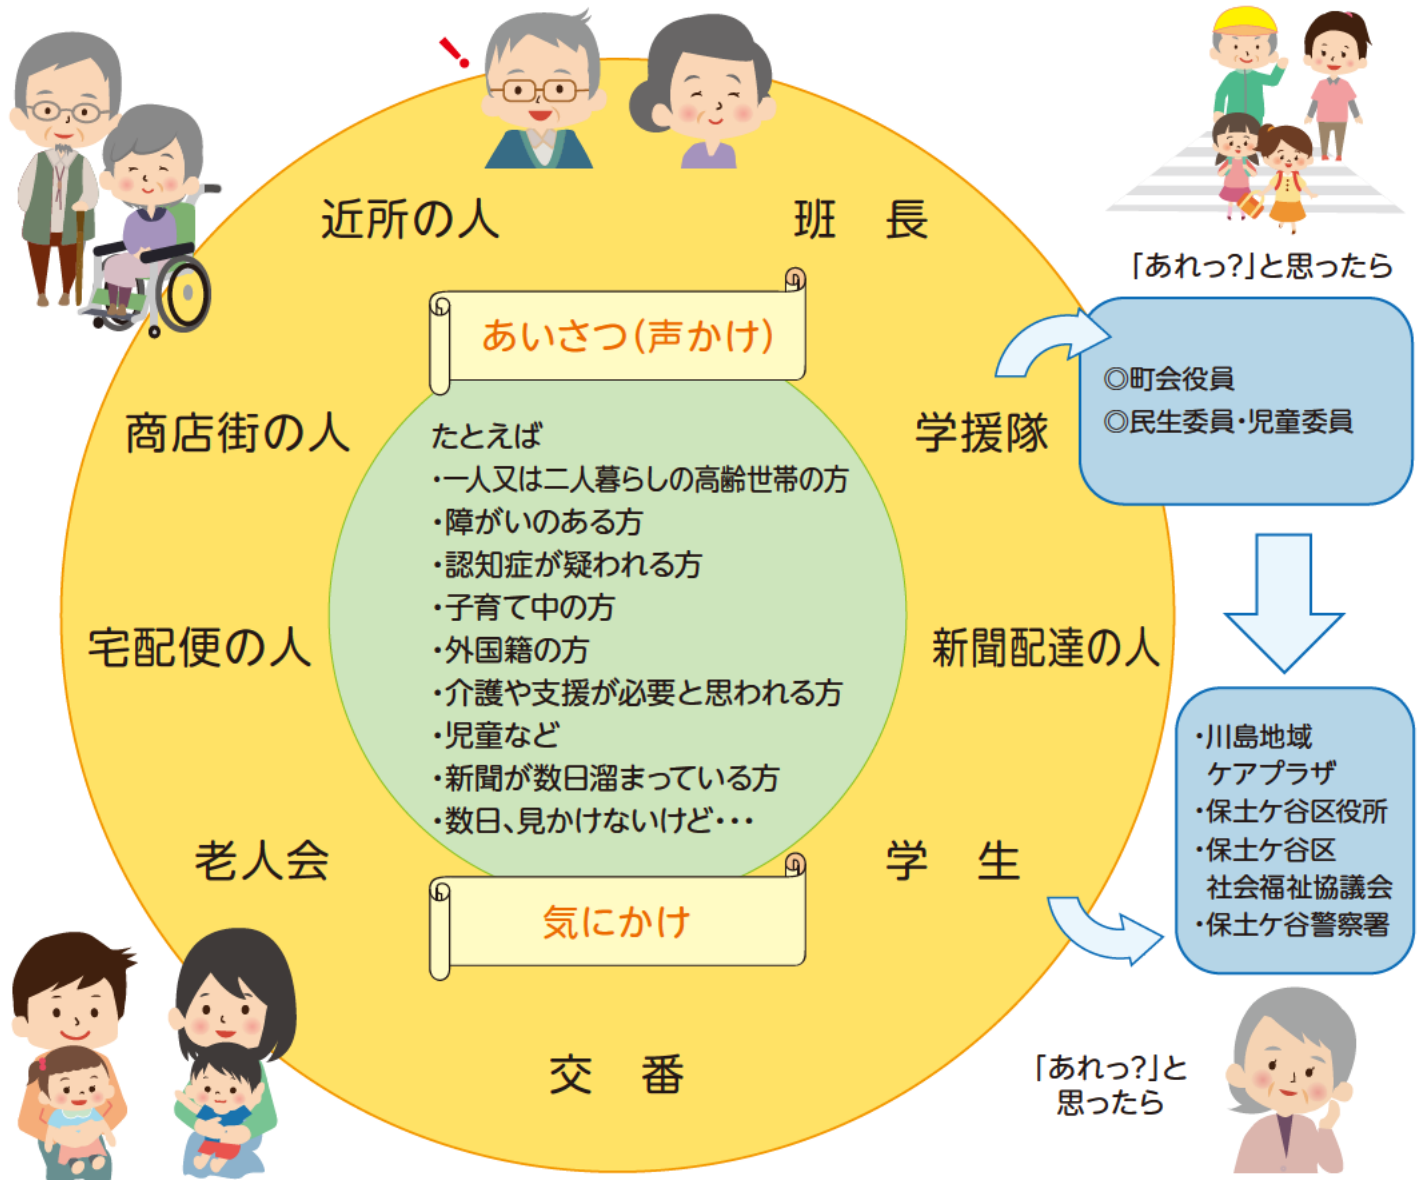 近所の人
班　長
「あれっ?」と思ったら
あいさつ(声かけ)
◎町会役員
◎民生委員・児童委員
商店街の人
学援隊
たとえば
・一人又は二人暮らしの高齢世帯の方
・障がいのある方
・認知症が疑われる方
・子育て中の方
・外国籍の方
・介護や支援が必要と思われる方
・児童など
・新聞が数日溜まっている方
・数日、見かけないけど・・・
宅配便の人
新聞配達の人
・川島地域
ケアプラザ
・保土ケ谷区役所
・保土ケ谷区
社会福祉協議会
・保土ケ谷警察署
老人会
学　生
気にかけ
交　番
「あれっ?」と
思ったら